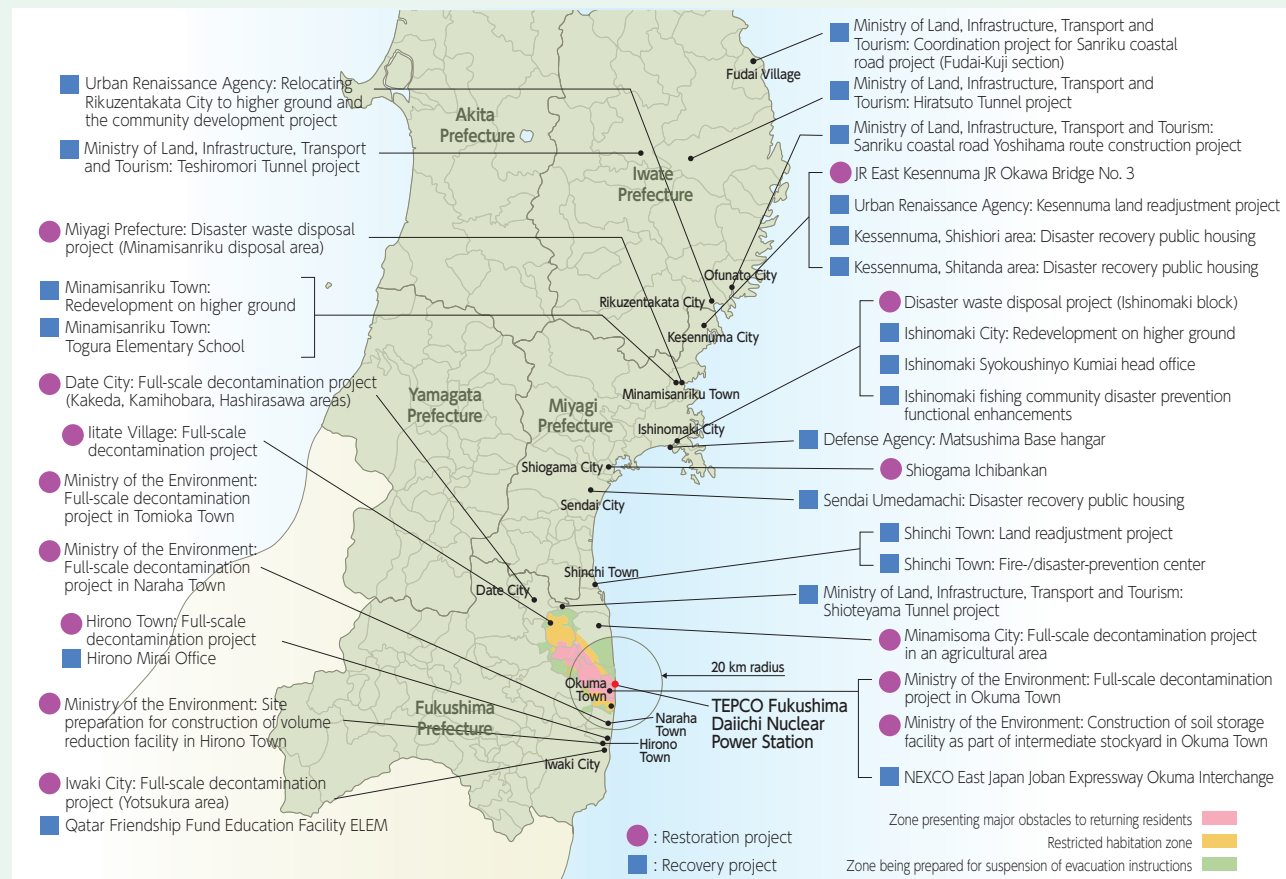 Urban Renaissance Agency: Relocating
Rikuzentakata City to higher ground and
the community development project
Ministry of Land, Infrastructure, Transport
and Tourism: Teshiromori Tunnel project
Miyagi Prefecture: Disaster waste disposal
project (Minamisanriku disposal area)
Minamisanriku Town:
Redevelopment on higher ground
Minamisanriku Town:
Togura Elementary School
Date City: Full-scale decontamination project
(Kakeda, Kamihobara, Hashirasawa areas)
Iitate Village: Full-scale
decontamination project
Ministry of the Environment:
Full-scale decontamination
project in Tomioka Town
Ministry of the Environment:
Full-scale decontamination
project in Naraha Town
Hirono Town: Full-scale
decontamination project
Hirono Mirai Office
Ministry of the Environment: Site
preparation for construction of volume
reduction facility in Hirono Town
Iwaki City: Full-scale decontamination
project (Yotsukura area)
Qatar Friendship Fund Education Facility ELEM
Akita
Prefecture
Iwate
Prefecture
Yamagata
Prefecture
Miyagi
Prefecture
Fukushima
Prefecture
Fudai Village
Ofunato City
Rikuzentakata City
Kesennuma City
Minamisanriku Town
Ishinomaki City
Shiogama City
Sendai City
Shinchi Town
Date City
Okuma
Town
Naraha
Town
Hirono
Town
Iwaki City
20 km radius
TEPCO Fukushima
Daiichi Nuclear
Power Station
Ministry of Land, Infrastructure, Transport and
Tourism: Coordination project for Sanriku coastal
road project (Fudai-Kuji section)
Ministry of Land, Infrastructure, Transport and
Tourism: Hiratsuto Tunnel project
Ministry of Land, Infrastructure, Transport and Tourism:
Sanriku coastal road Yoshihama route construction project
JR East Kesennuma JR Okawa Bridge No. 3
Urban Renaissance Agency: Kesennuma land readjustment project
Kessennuma, Shishiori area: Disaster recovery public housing
Kessennuma, Shitanda area: Disaster recovery public housing
Disaster waste disposal project (Ishinomaki block)
Ishinomaki City: Redevelopment on higher ground
Ishinomaki Syokoushinyo Kumiai head office
Ishinomaki fishing community disaster prevention
functional enhancements
Defense Agency: Matsushima Base hangar
Shiogama Ichibankan
Sendai Umedamachi: Disaster recovery public housing
Shinchi Town: Land readjustment project
Shinchi Town: Fire-/disaster-prevention center
Ministry of Land, Infrastructure, Transport and Tourism:
Shioteyama Tunnel project
Minamisoma City: Full-scale decontamination project
in an agricultural area
Ministry of the Environment: Full-scale decontamination
project in Okuma Town
Ministry of the Environment: Construction of soil storage
facility as part of intermediate stockyard in Okuma Town
NEXCO East Japan Joban Expressway Okuma Interchange
: Restoration project
: Recovery project
Zone presenting major obstacles to returning residents
Restricted habitation zone
Zone being prepared for suspension of evacuation instructions